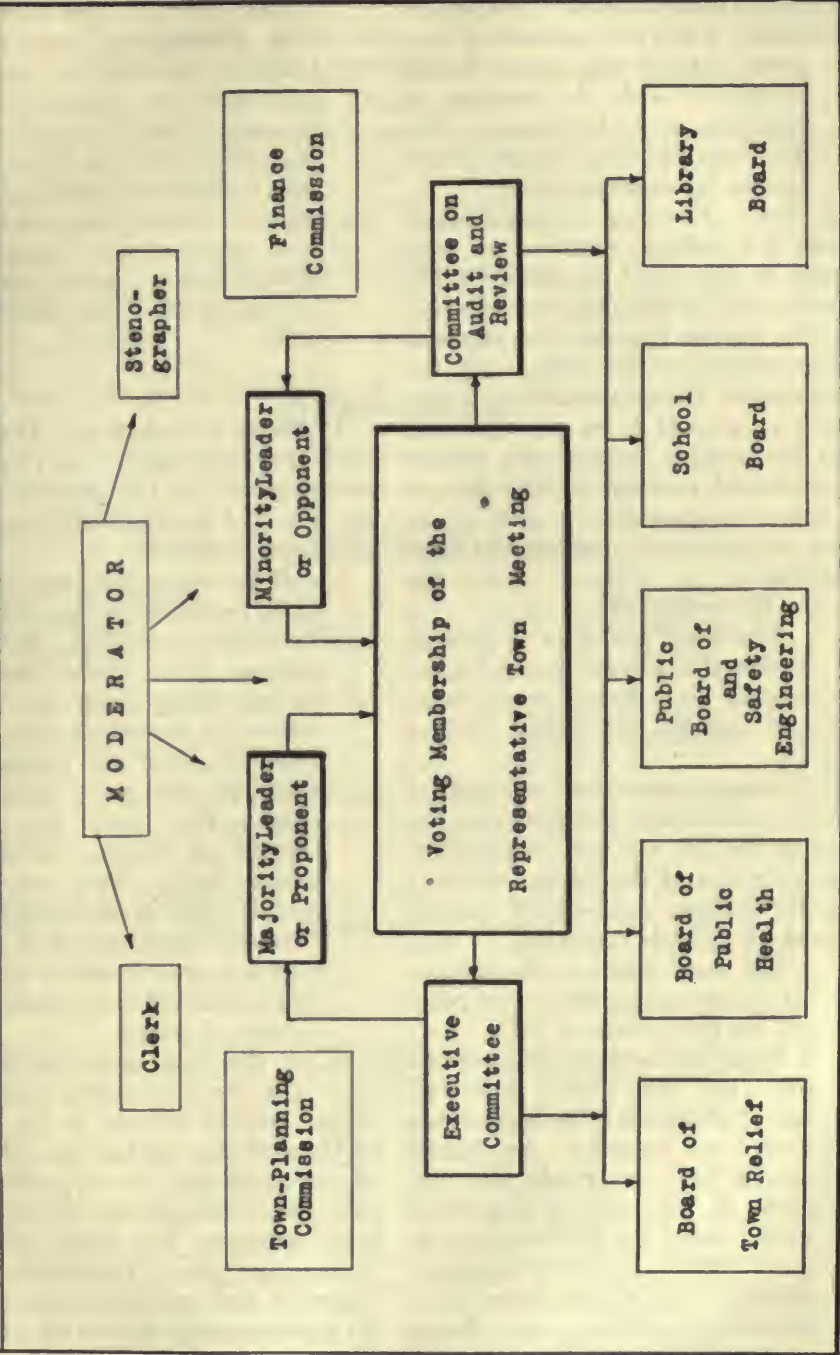 MODERATOR
Clerk
Steno-
grapher
Town-Planning
Commission
MajorityLeader
or Proponent
MinorityLeader
or Opponent
Finance
Commission
Executive
Committee
Voting Membership of the
Representative Town Meeting
Committee on
Audit and
Review
Board of
Town Relief
Board of
Public
Health
Public
Board of
and
Safety
Engineering
School
Board
Library
Board